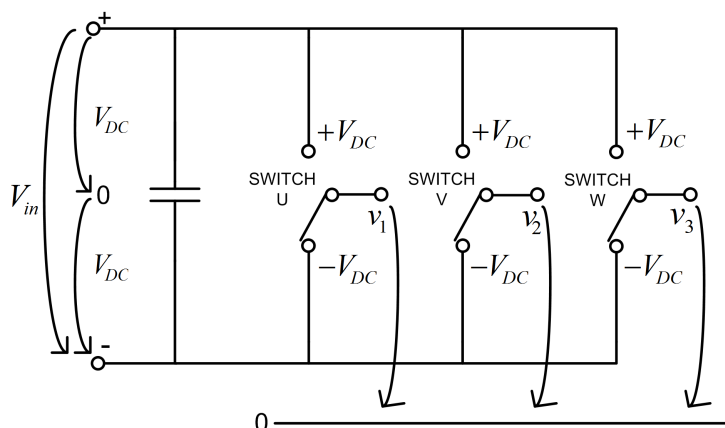 +
V_DC
+V_DC +V_DC +V_DC
SWITCH U SWITCH V SWITCH W
V_in 0 v_1 v_2 v_3
V_DC
−V_DC −V_DC −V_DC
-
0